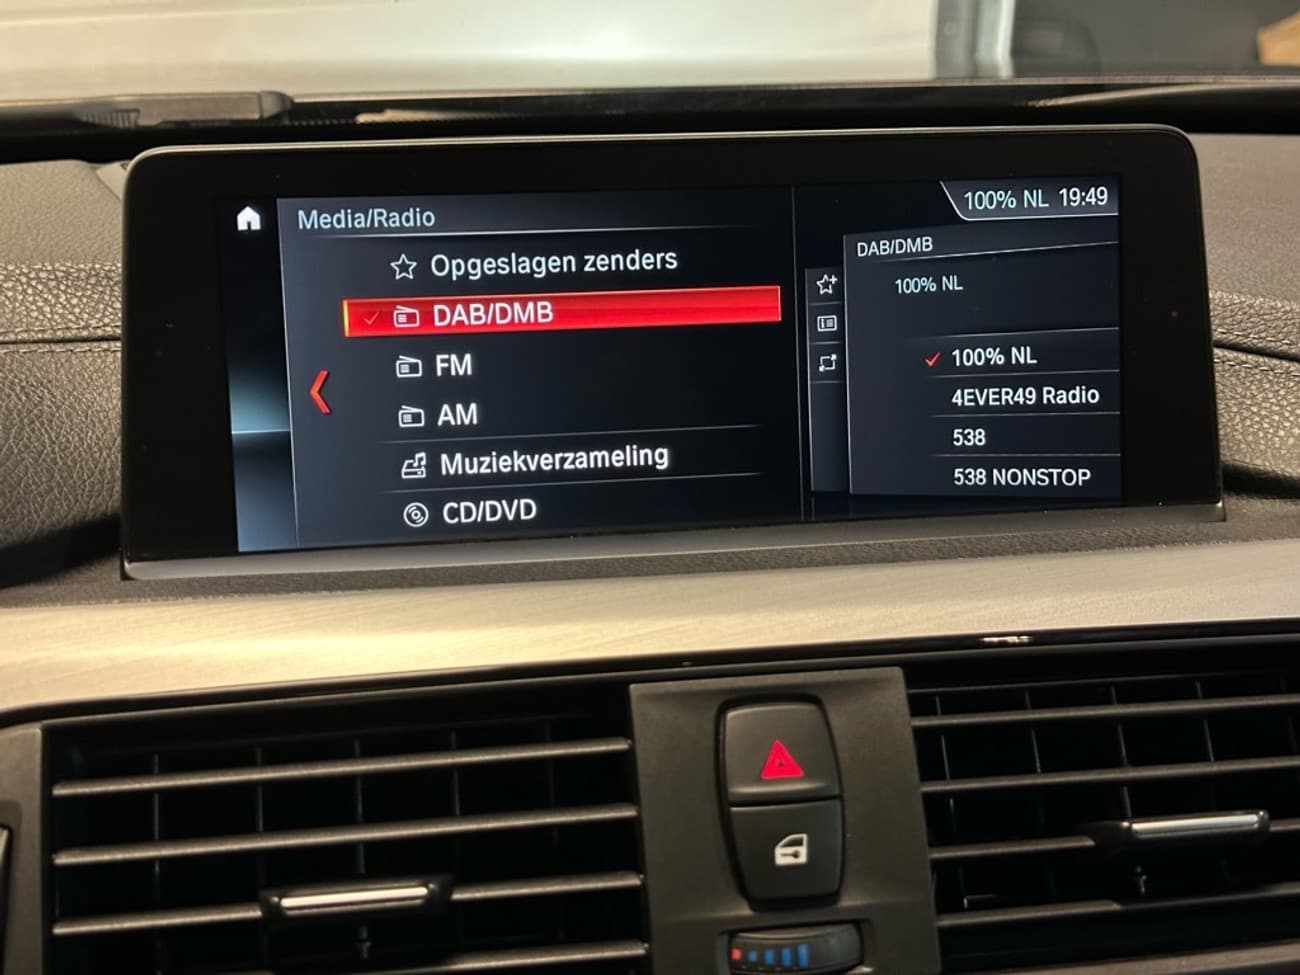 Media/Radio
Opgeslagen zenders
DAB/DMB
FM
AM
Muziekverzameling
CD/DVD
100% NL 19:49
DAB/DMB
100% NL
100% NL
4EVER49 Radio
538
538 NONSTOP